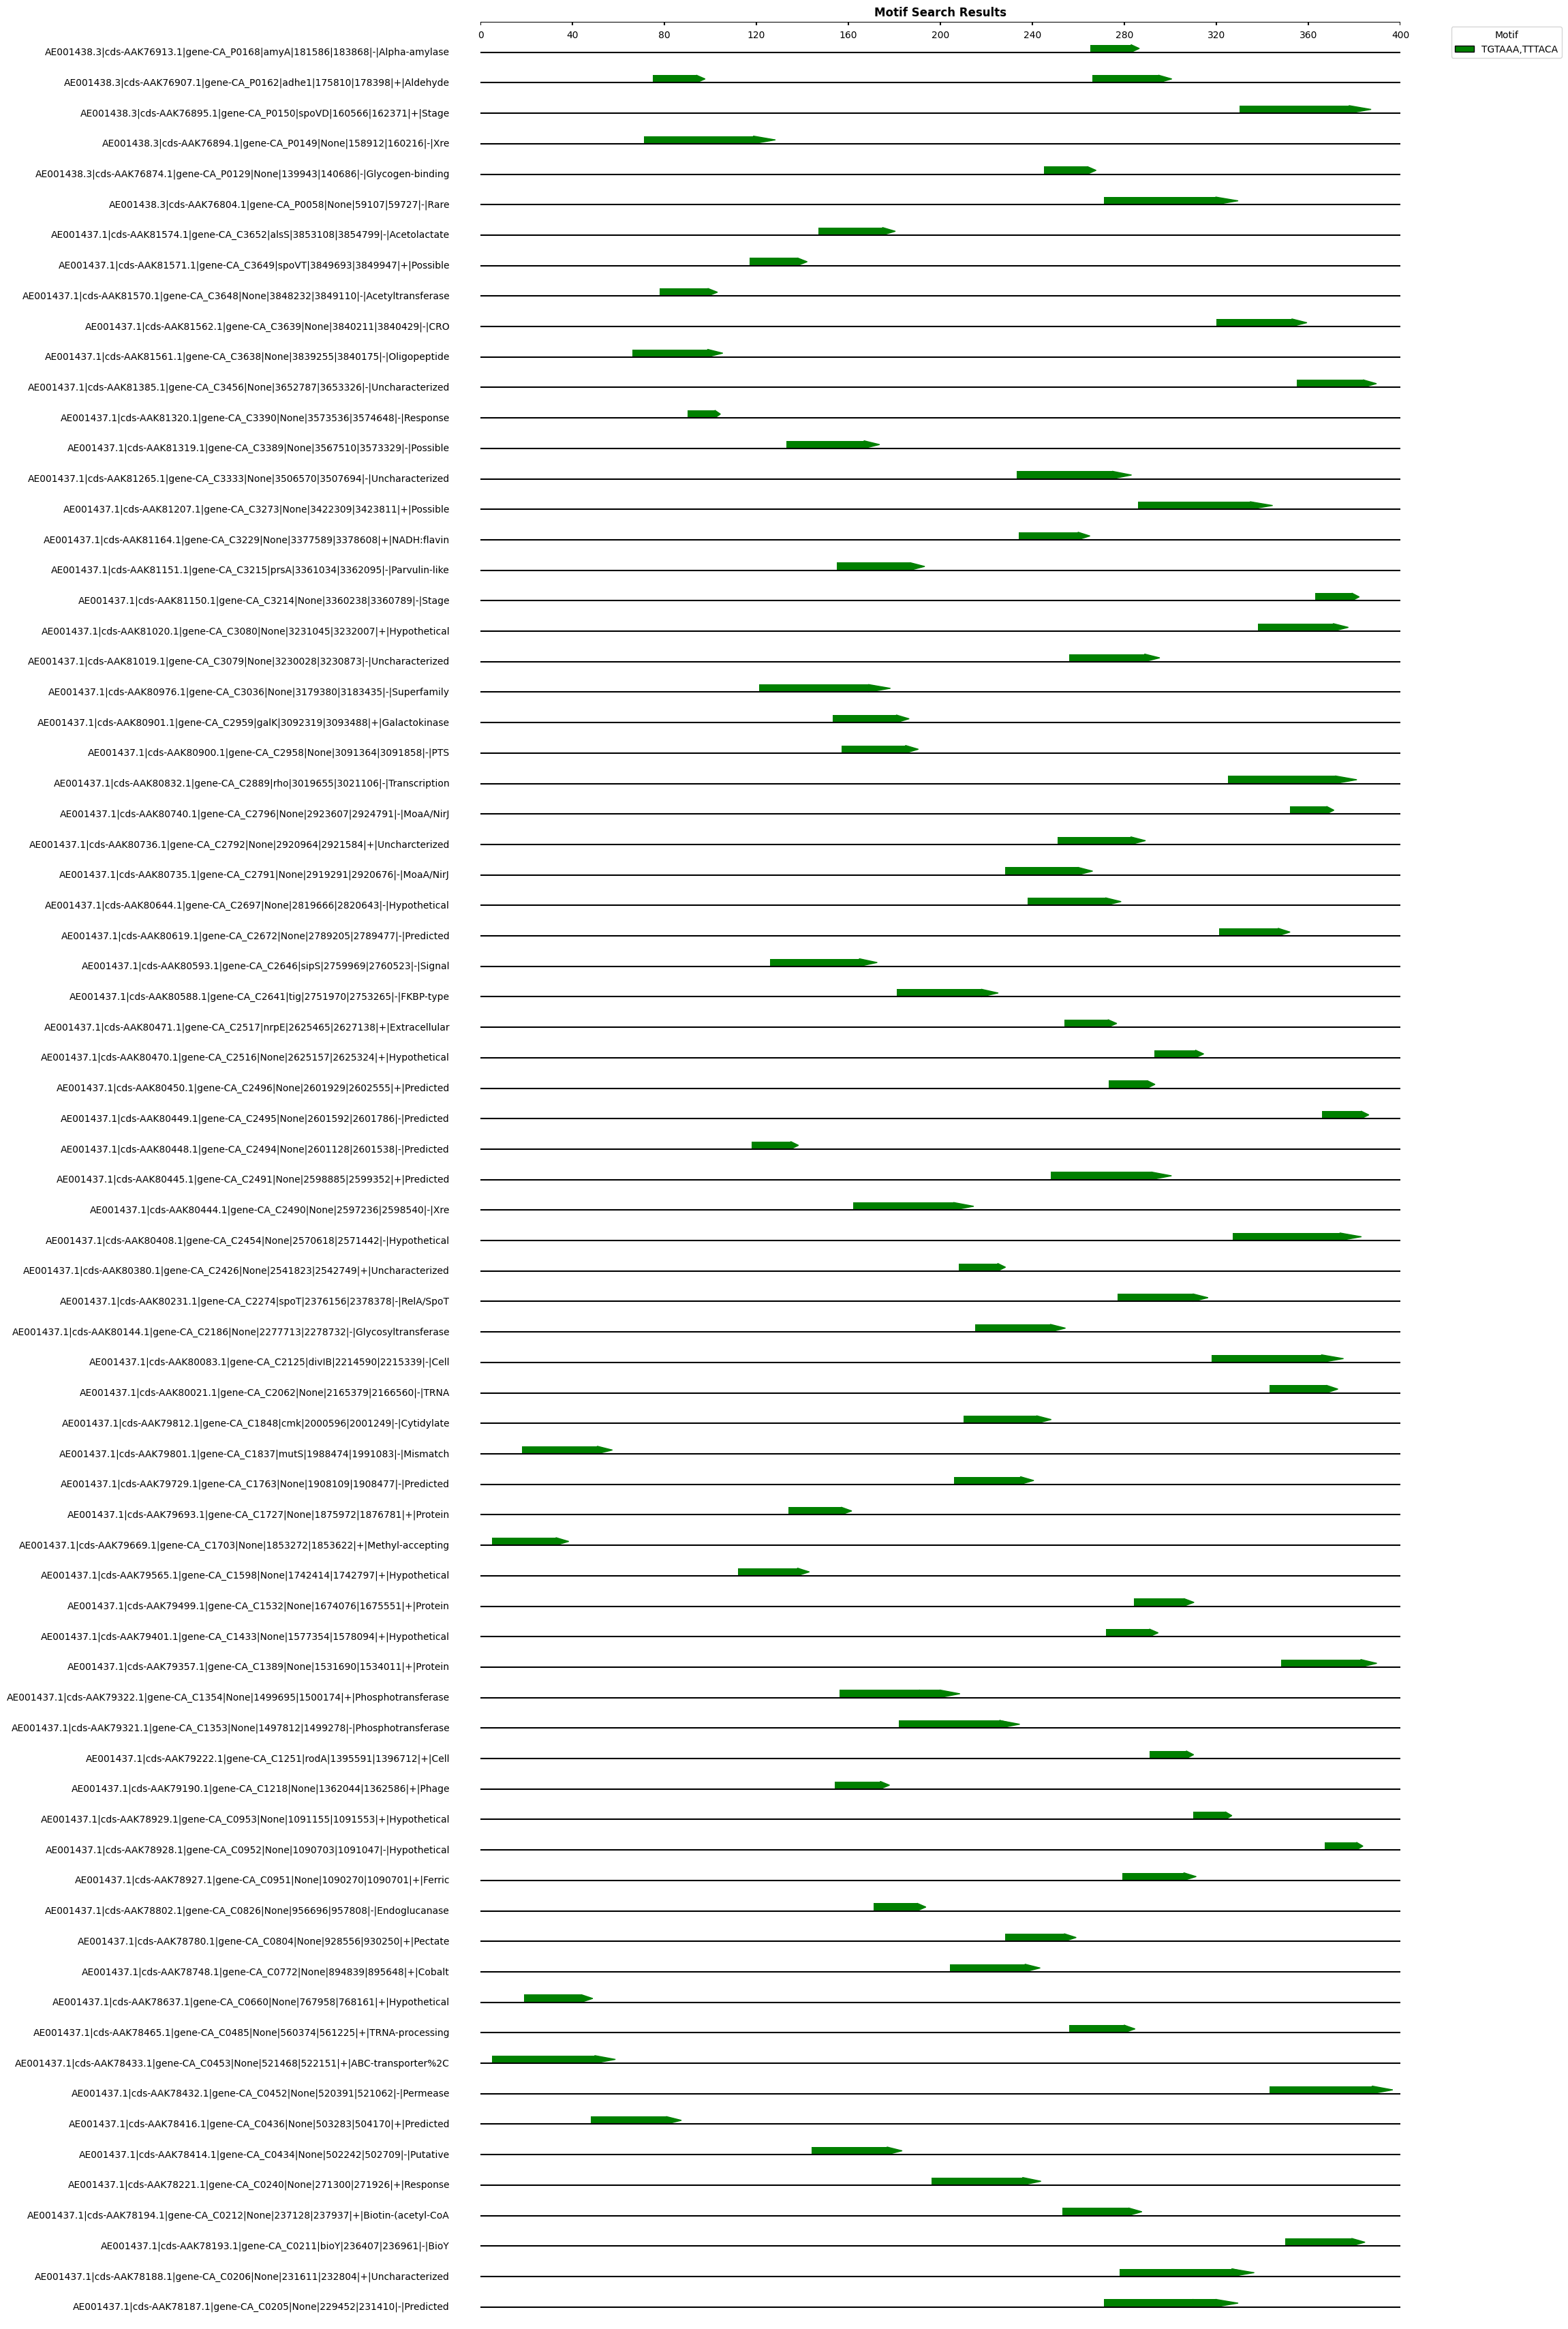 Motif Search Results
0 40 80 120 160 200 240 280 320 360 400
Motif
TGTAAA,TTTACA
AE001438.3|cds-AAK76913.1|gene-CA_P0168|amyA|181586|183868|-|Alpha-amylase
AE001438.3|cds-AAK76907.1|gene-CA_P0162|adhe1|175810|178398|+|Aldehyde
AE001438.3|cds-AAK76895.1|gene-CA_P0150|spoVD|160566|162371|+|Stage
AE001438.3|cds-AAK76894.1|gene-CA_P0149|None|158912|160216|-|Xre
AE001438.3|cds-AAK76874.1|gene-CA_P0129|None|139943|140686|-|Glycogen-binding
AE001438.3|cds-AAK76804.1|gene-CA_P0058|None|59107|59727|-|Rare
AE001437.1|cds-AAK81574.1|gene-CA_C3652|alsS|3853108|3854799|-|Acetolactate
AE001437.1|cds-AAK81571.1|gene-CA_C3649|spoVT|3849693|3849947|+|Possible
AE001437.1|cds-AAK81570.1|gene-CA_C3648|None|3848232|3849110|-|Acetyltransferase
AE001437.1|cds-AAK81562.1|gene-CA_C3639|None|3840211|3840429|-|CRO
AE001437.1|cds-AAK81561.1|gene-CA_C3638|None|3839255|3840175|-|Oligopeptide
AE001437.1|cds-AAK81385.1|gene-CA_C3456|None|3652787|3653326|-|Uncharacterized
AE001437.1|cds-AAK81320.1|gene-CA_C3390|None|3573536|3574648|-|Response
AE001437.1|cds-AAK81319.1|gene-CA_C3389|None|3567510|3573329|-|Possible
AE001437.1|cds-AAK81265.1|gene-CA_C3333|None|3506570|3507694|-|Uncharacterized
AE001437.1|cds-AAK81207.1|gene-CA_C3273|None|3422309|3423811|+|Possible
AE001437.1|cds-AAK81164.1|gene-CA_C3229|None|3377589|3378608|+|NADH:flavin
AE001437.1|cds-AAK81151.1|gene-CA_C3215|prsA|3361034|3362095|-|Parvulin-like
AE001437.1|cds-AAK81150.1|gene-CA_C3214|None|3360238|3360789|-|Stage
AE001437.1|cds-AAK81020.1|gene-CA_C3080|None|3231045|3232007|+|Hypothetical
AE001437.1|cds-AAK81019.1|gene-CA_C3079|None|3230028|3230873|-|Uncharacterized
AE001437.1|cds-AAK80976.1|gene-CA_C3036|None|3179380|3183435|-|Superfamily
AE001437.1|cds-AAK80901.1|gene-CA_C2959|galK|3092319|3093488|+|Galactokinase
AE001437.1|cds-AAK80900.1|gene-CA_C2958|None|3091364|3091858|-|PTS
AE001437.1|cds-AAK80832.1|gene-CA_C2889|rho|3019655|3021106|-|Transcription
AE001437.1|cds-AAK80740.1|gene-CA_C2796|None|2923607|2924791|-|MoaA/NirJ
AE001437.1|cds-AAK80736.1|gene-CA_C2792|None|2920964|2921584|+|Uncharcterized
AE001437.1|cds-AAK80735.1|gene-CA_C2791|None|2919291|2920676|-|MoaA/NirJ
AE001437.1|cds-AAK80644.1|gene-CA_C2697|None|2819666|2820643|-|Hypothetical
AE001437.1|cds-AAK80619.1|gene-CA_C2672|None|2789205|2789477|-|Predicted
AE001437.1|cds-AAK80593.1|gene-CA_C2646|sipS|2759969|2760523|-|Signal
AE001437.1|cds-AAK80588.1|gene-CA_C2641|tig|2751970|2753265|-|FKBP-type
AE001437.1|cds-AAK80471.1|gene-CA_C2517|nrpE|2625465|2627138|+|Extracellular
AE001437.1|cds-AAK80470.1|gene-CA_C2516|None|2625157|2625324|+|Hypothetical
AE001437.1|cds-AAK80450.1|gene-CA_C2496|None|2601929|2602555|+|Predicted
AE001437.1|cds-AAK80449.1|gene-CA_C2495|None|2601592|2601786|-|Predicted
AE001437.1|cds-AAK80448.1|gene-CA_C2494|None|2601128|2601538|-|Predicted
AE001437.1|cds-AAK80445.1|gene-CA_C2491|None|2598885|2599352|+|Predicted
AE001437.1|cds-AAK80444.1|gene-CA_C2490|None|2597236|2598540|-|Xre
AE001437.1|cds-AAK80408.1|gene-CA_C2454|None|2570618|2571442|-|Hypothetical
AE001437.1|cds-AAK80380.1|gene-CA_C2426|None|2541823|2542749|+|Uncharacterized
AE001437.1|cds-AAK80231.1|gene-CA_C2274|spoT|2376156|2378378|-|RelA/SpoT
AE001437.1|cds-AAK80144.1|gene-CA_C2186|None|2277713|2278732|-|Glycosyltransferase
AE001437.1|cds-AAK80083.1|gene-CA_C2125|divIB|2214590|2215339|-|Cell
AE001437.1|cds-AAK80021.1|gene-CA_C2062|None|2165379|2166560|-|TRNA
AE001437.1|cds-AAK79812.1|gene-CA_C1848|cmk|2000596|2001249|-|Cytidylate
AE001437.1|cds-AAK79801.1|gene-CA_C1837|mutS|1988474|1991083|-|Mismatch
AE001437.1|cds-AAK79729.1|gene-CA_C1763|None|1908109|1908477|-|Predicted
AE001437.1|cds-AAK79693.1|gene-CA_C1727|None|1875972|1876781|+|Protein
AE001437.1|cds-AAK79669.1|gene-CA_C1703|None|1853272|1853622|+|Methyl-accepting
AE001437.1|cds-AAK79565.1|gene-CA_C1598|None|1742414|1742797|+|Hypothetical
AE001437.1|cds-AAK79499.1|gene-CA_C1532|None|1674076|1675551|+|Protein
AE001437.1|cds-AAK79401.1|gene-CA_C1433|None|1577354|1578094|+|Hypothetical
AE001437.1|cds-AAK79357.1|gene-CA_C1389|None|1531690|1534011|+|Protein
AE001437.1|cds-AAK79322.1|gene-CA_C1354|None|1499695|1500174|+|Phosphotransferase
AE001437.1|cds-AAK79321.1|gene-CA_C1353|None|1497812|1499278|-|Phosphotransferase
AE001437.1|cds-AAK79222.1|gene-CA_C1251|rodA|1395591|1396712|+|Cell
AE001437.1|cds-AAK79190.1|gene-CA_C1218|None|1362044|1362586|+|Phage
AE001437.1|cds-AAK78929.1|gene-CA_C0953|None|1091155|1091553|+|Hypothetical
AE001437.1|cds-AAK78928.1|gene-CA_C0952|None|1090703|1091047|-|Hypothetical
AE001437.1|cds-AAK78927.1|gene-CA_C0951|None|1090270|1090701|+|Ferric
AE001437.1|cds-AAK78802.1|gene-CA_C0826|None|956696|957808|-|Endoglucanase
AE001437.1|cds-AAK78780.1|gene-CA_C0804|None|928556|930250|+|Pectate
AE001437.1|cds-AAK78748.1|gene-CA_C0772|None|894839|895648|+|Cobalt
AE001437.1|cds-AAK78637.1|gene-CA_C0660|None|767958|768161|+|Hypothetical
AE001437.1|cds-AAK78465.1|gene-CA_C0485|None|560374|561225|+|TRNA-processing
AE001437.1|cds-AAK78433.1|gene-CA_C0453|None|521468|522151|+|ABC-transporter%2C
AE001437.1|cds-AAK78432.1|gene-CA_C0452|None|520391|521062|-|Permease
AE001437.1|cds-AAK78416.1|gene-CA_C0436|None|503283|504170|+|Predicted
AE001437.1|cds-AAK78414.1|gene-CA_C0434|None|502242|502709|-|Putative
AE001437.1|cds-AAK78221.1|gene-CA_C0240|None|271300|271926|+|Response
AE001437.1|cds-AAK78194.1|gene-CA_C0212|None|237128|237937|+|Biotin-(acetyl-CoA
AE001437.1|cds-AAK78193.1|gene-CA_C0211|bioY|236407|236961|-|BioY
AE001437.1|cds-AAK78188.1|gene-CA_C0206|None|231611|232804|+|Uncharacterized
AE001437.1|cds-AAK78187.1|gene-CA_C0205|None|229452|231410|-|Predicted